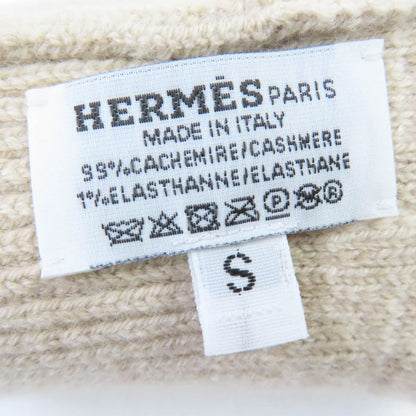 HERMÈS PARIS
MADE IN ITALY
99%CACHEMIRE/CASHMERE
1%ELASTHANNE/ELASTHANE
P ®
S